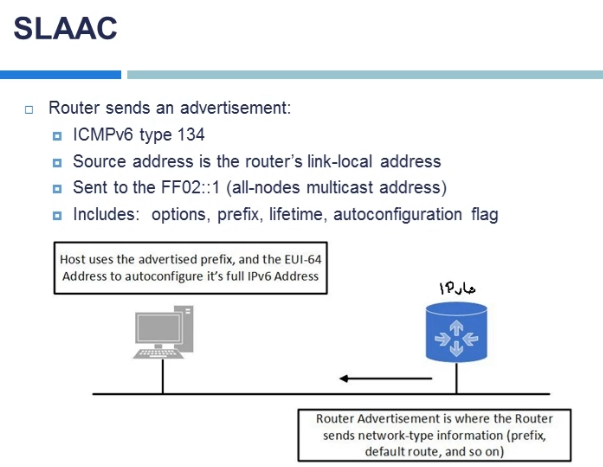 SLAAC
Router sends an advertisement:
ICMPv6 type 134
Source address is the router's link-local address
Sent to the FF02::1 (all-nodes multicast address)
Includes: options, prefix, lifetime, autoconfiguration flag
Host uses the advertised prefix, and the EUI-64
Address to autoconfigure it's full IPv6 Address
IP
Router Advertisement is where the Router
sends network-type information (prefix,
default route, and so on)